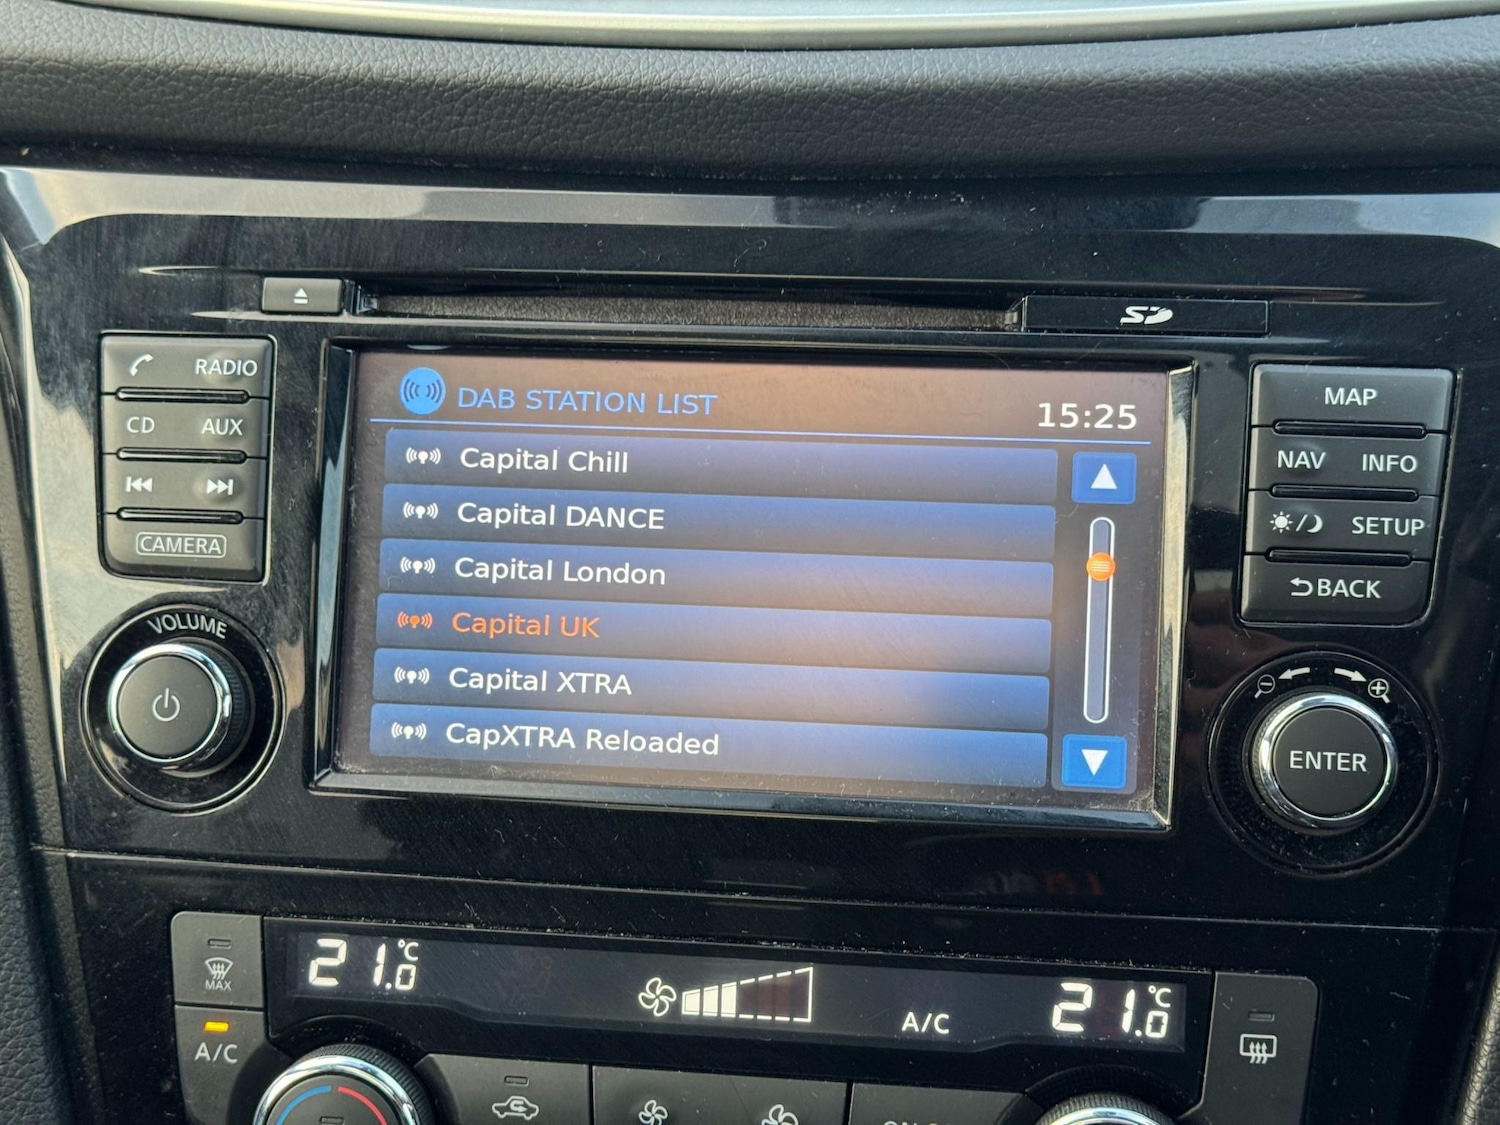 SD
RADIO
CD AUX
CAMERA
VOLUME
DAB STATION LIST
15:25
Capital Chill
Capital DANCE
Capital London
Capital UK
Capital XTRA
CapXTRA Reloaded
MAP
NAV INFO
SETUP
BACK
ENTER
MAX
A/C
21.0°C
A/C
21.0°C